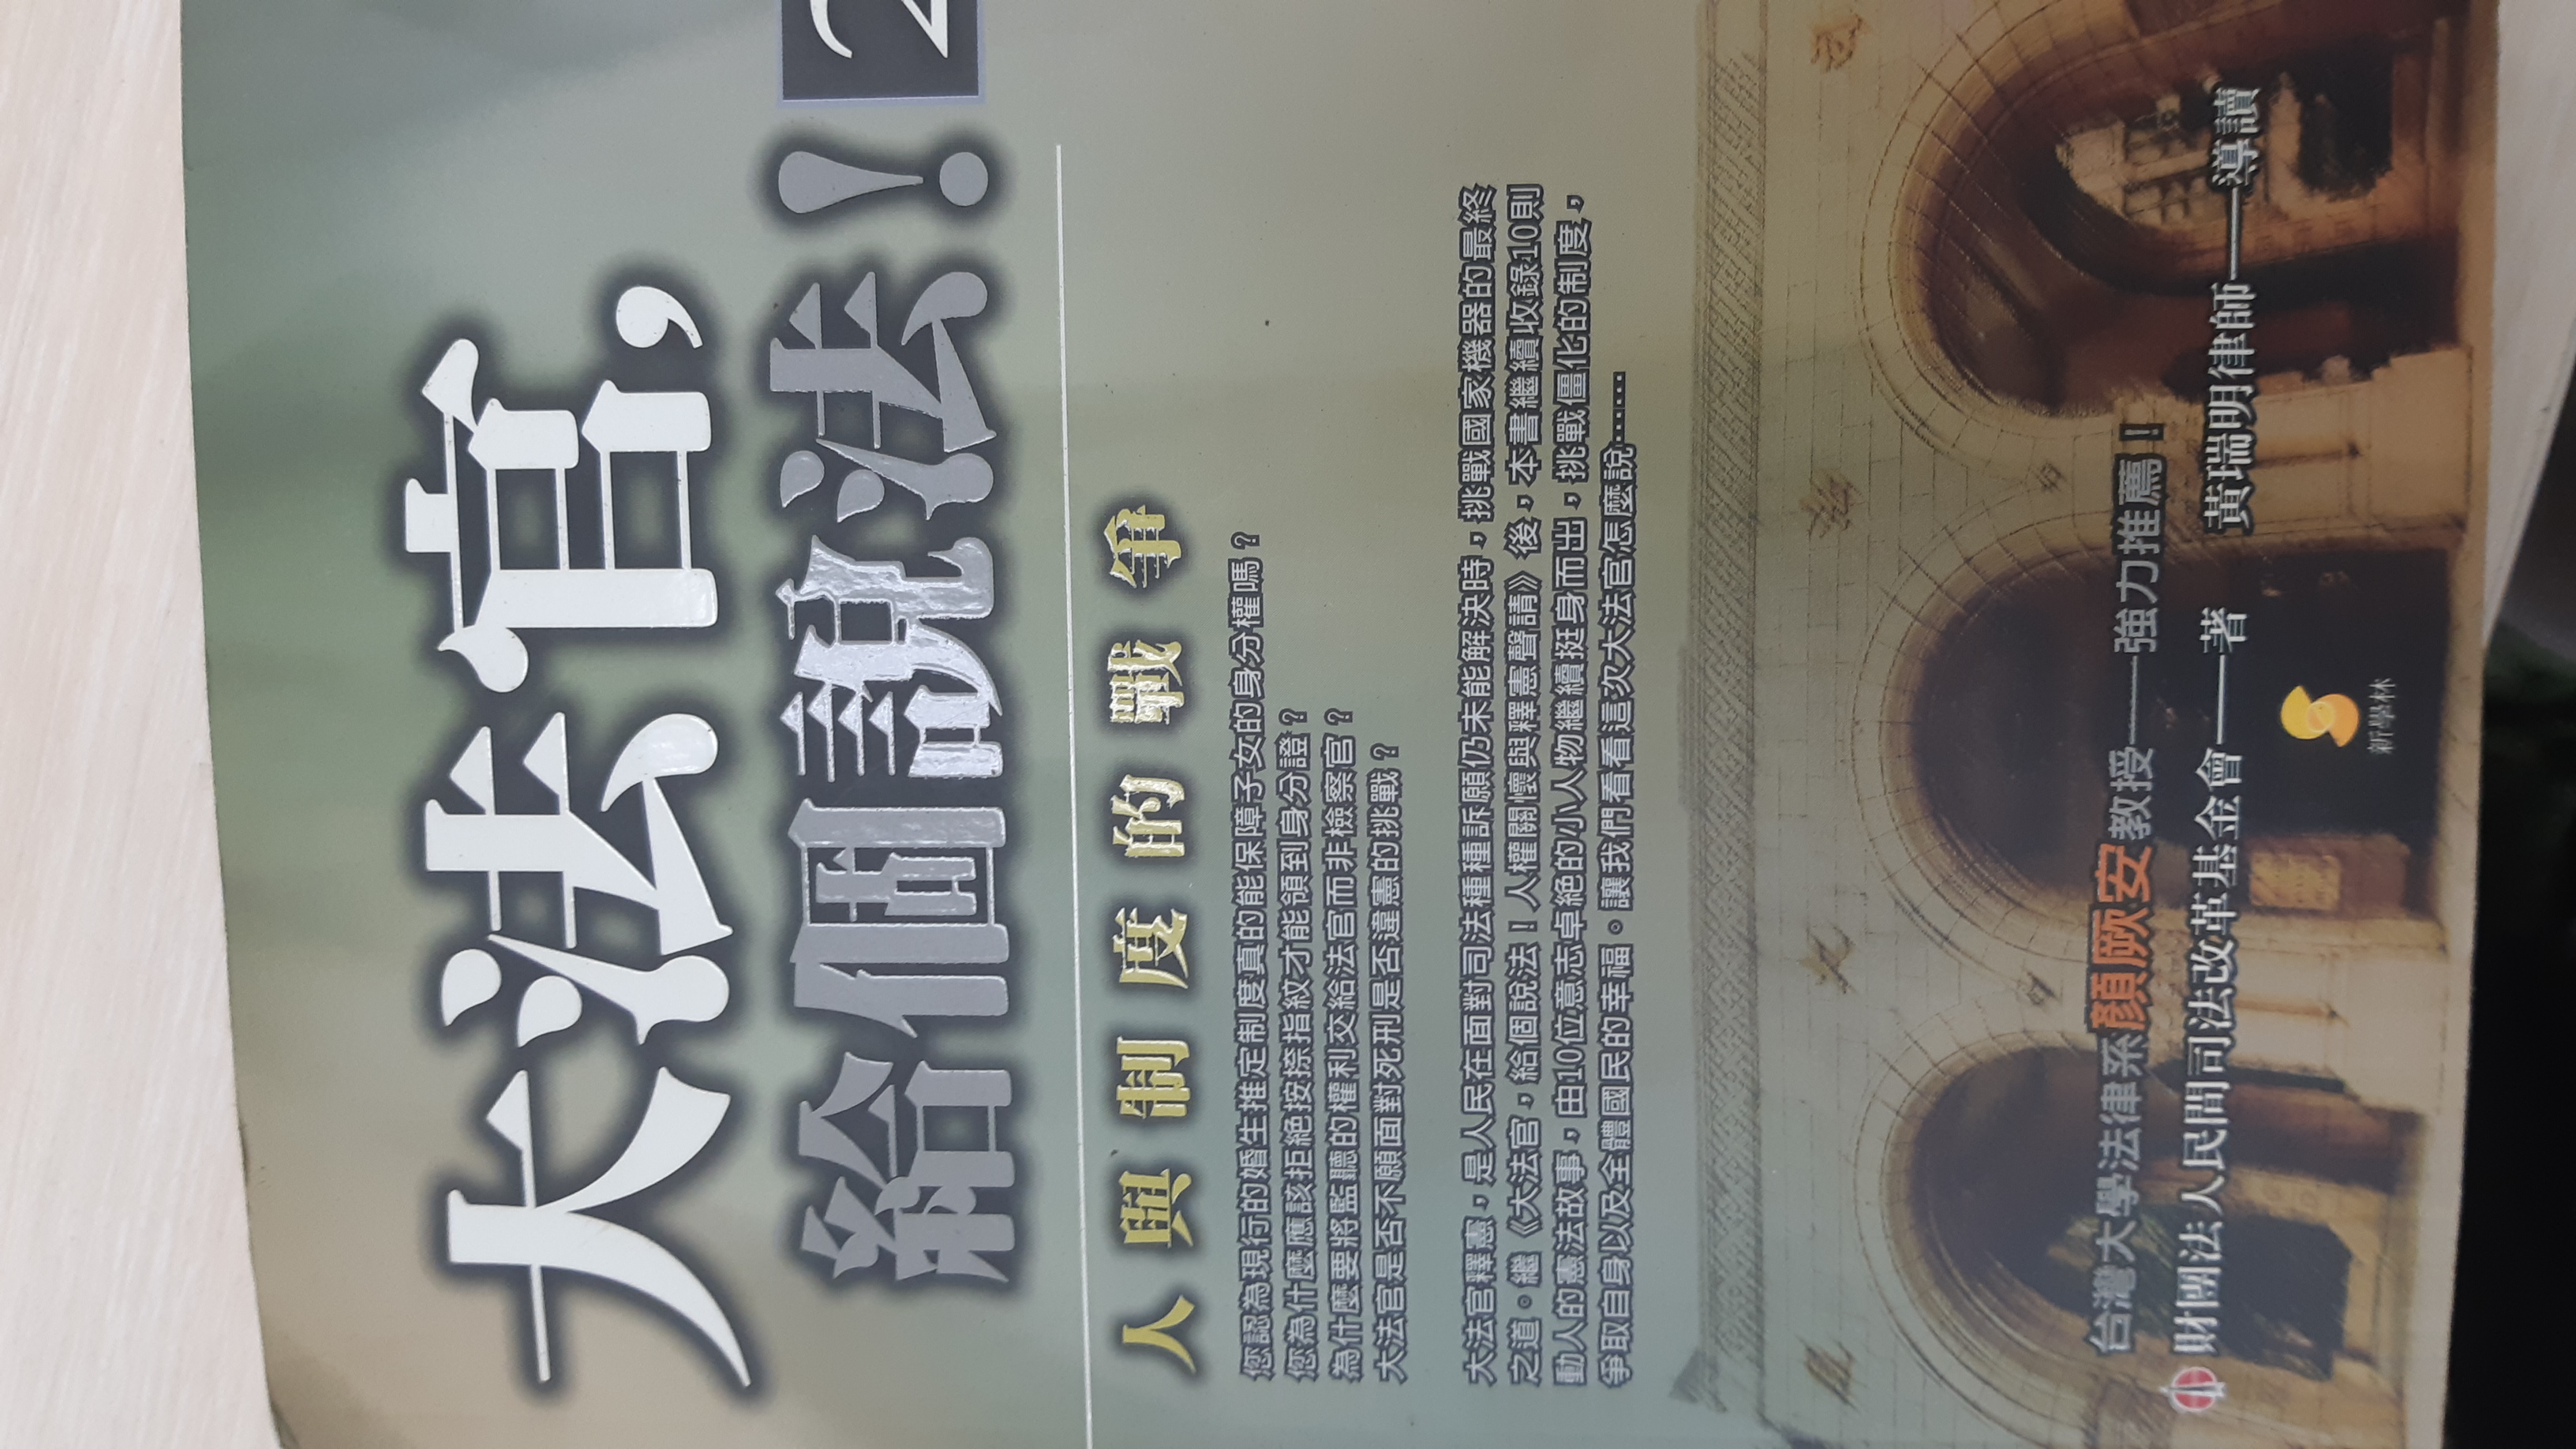 大法官,
給個說法！2
人與制度的戰爭
您認為現行的婚生推定制度真的能保障子女的身分權嗎？
您為什麼應該拒絕按捺指紋才能領到身分證？
為什麼要將監聽的權利交給法官而非檢察官？
大法官是否不願面對死刑是否違憲的挑戰？
大法官釋憲，是人民在面對司法種種訴願仍未能解決時，挑戰國家機器的最終
之道。繼《大法官，給個說法！人權關懷與釋憲聲請》後，本書繼續收錄10則
動人的憲法故事，由10位意志卓絕的小人物繼續挺身而出，挑戰僵化的制度，
爭取自身以及全體國民的幸福。讓我們看看這次大法官怎麼說……
台灣大學法律系顏厥安教授——強力推薦！
財團法人民間司法改革基金會——著 黃瑞明律師——導讀
新學林